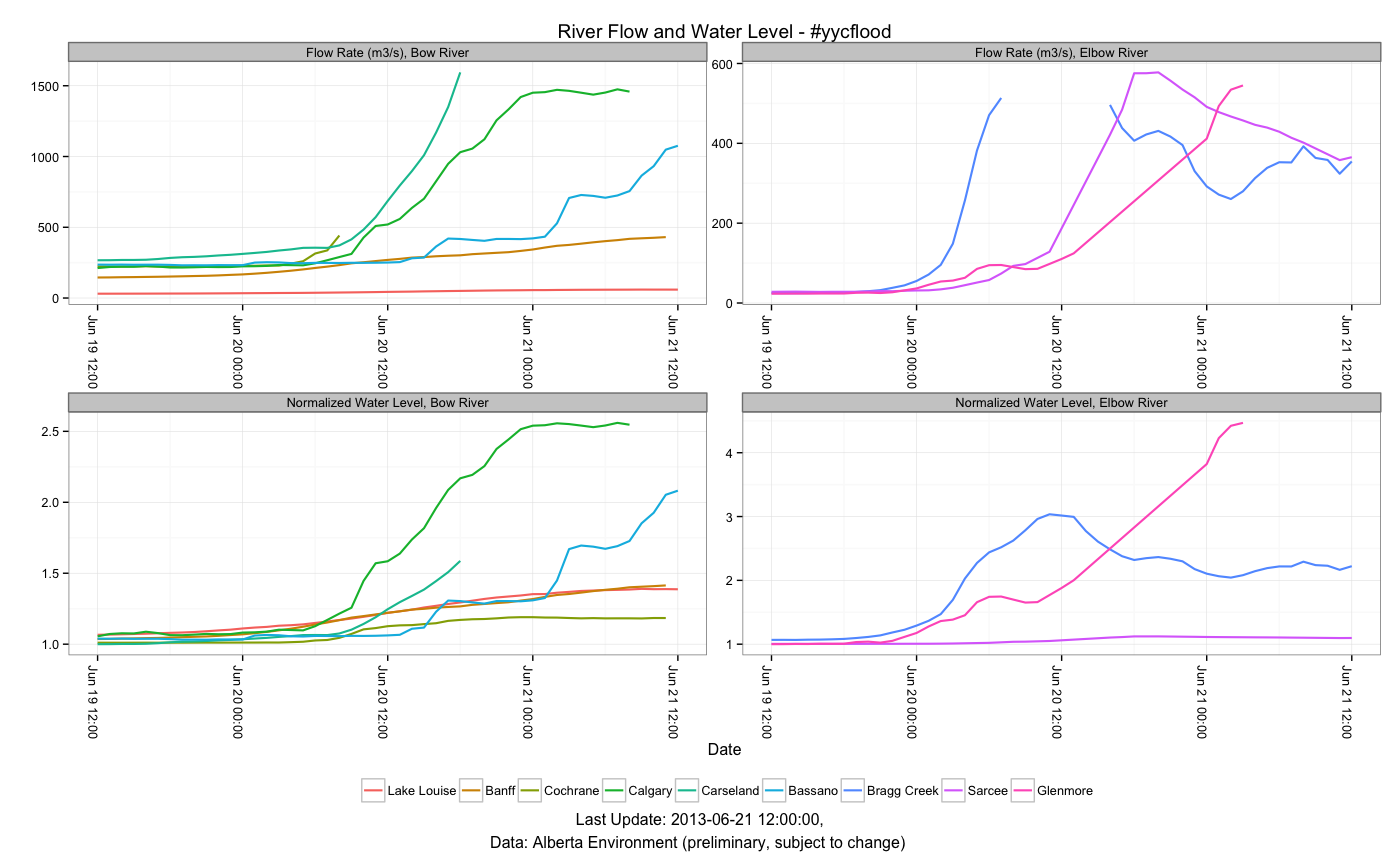 River Flow and Water Level - #yycflood
Flow Rate (m3/s), Bow River
1500
1000
500
0
Jun 19 12:00
Jun 20 00:00
Jun 20 12:00
Jun 21 00:00
Jun 21 12:00
Flow Rate (m3/s), Elbow River
600
400
200
0
Jun 19 12:00
Jun 20 00:00
Jun 20 12:00
Jun 21 00:00
Jun 21 12:00
Normalized Water Level, Bow River
2.5
2.0
1.5
1.0
Jun 19 12:00
Jun 20 00:00
Jun 20 12:00
Jun 21 00:00
Jun 21 12:00
Normalized Water Level, Elbow River
4
3
2
1
Jun 19 12:00
Jun 20 00:00
Jun 20 12:00
Jun 21 00:00
Jun 21 12:00
Date
Lake Louise Banff Cochrane Calgary Carseland Bassano Bragg Creek Sarcee Glenmore
Last Update: 2013-06-21 12:00:00,
Data: Alberta Environment (preliminary, subject to change)